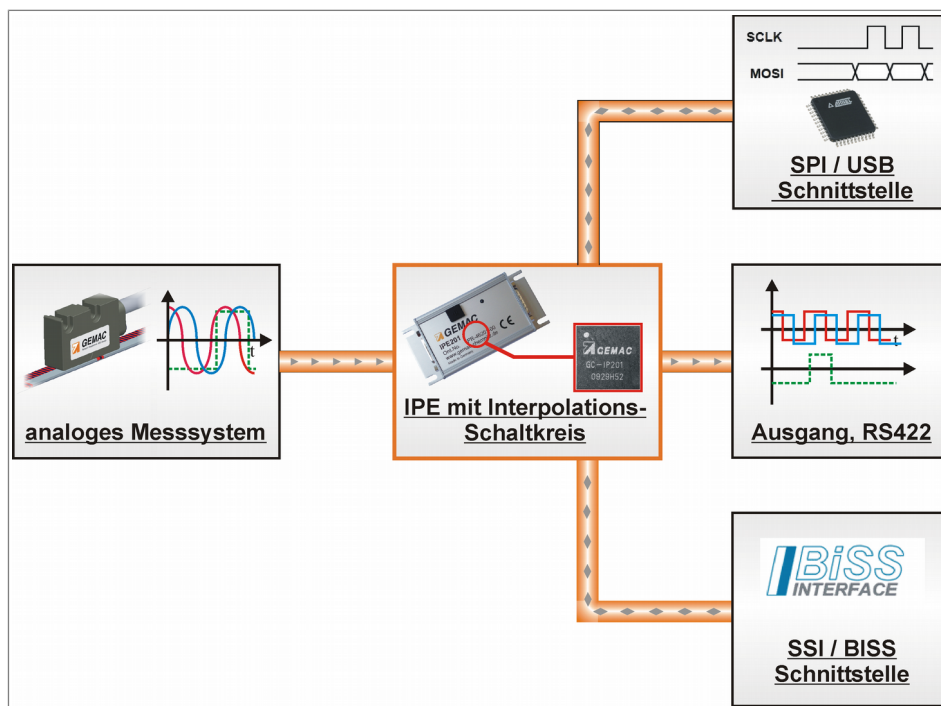 SCLK
MOSI
SPI / USB
Schnittstelle
GEMAC
t
analoges Messsystem
GEMAC
IPE201
CE
GEMAC
GC-IP201
0929HS2
IPE mit Interpolations-
Schaltkreis
t
Ausgang, RS422
BiSS
INTERFACE
SSI / BISS
Schnittstelle